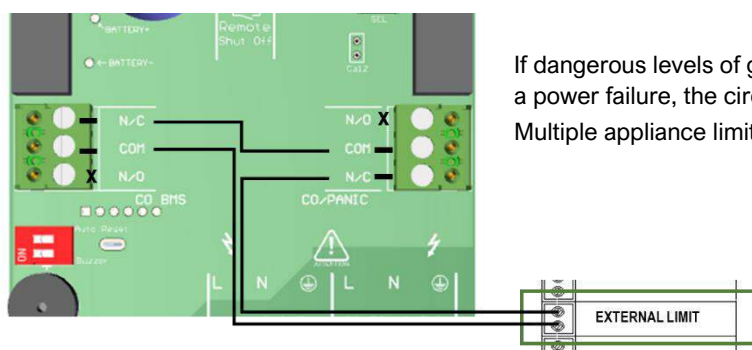 BATTERY+
Remote
Shut Off
SEL
BATTERY-
Cal2
If dangerous levels of g
a power failure, the circ
Multiple appliance limit
N/C
COM
N/O
X
CO BMS
N/O X
COM
N/C
CO/PANIC
Auto Reset
Buzzer
ON
L N L N
EXTERNAL LIMIT